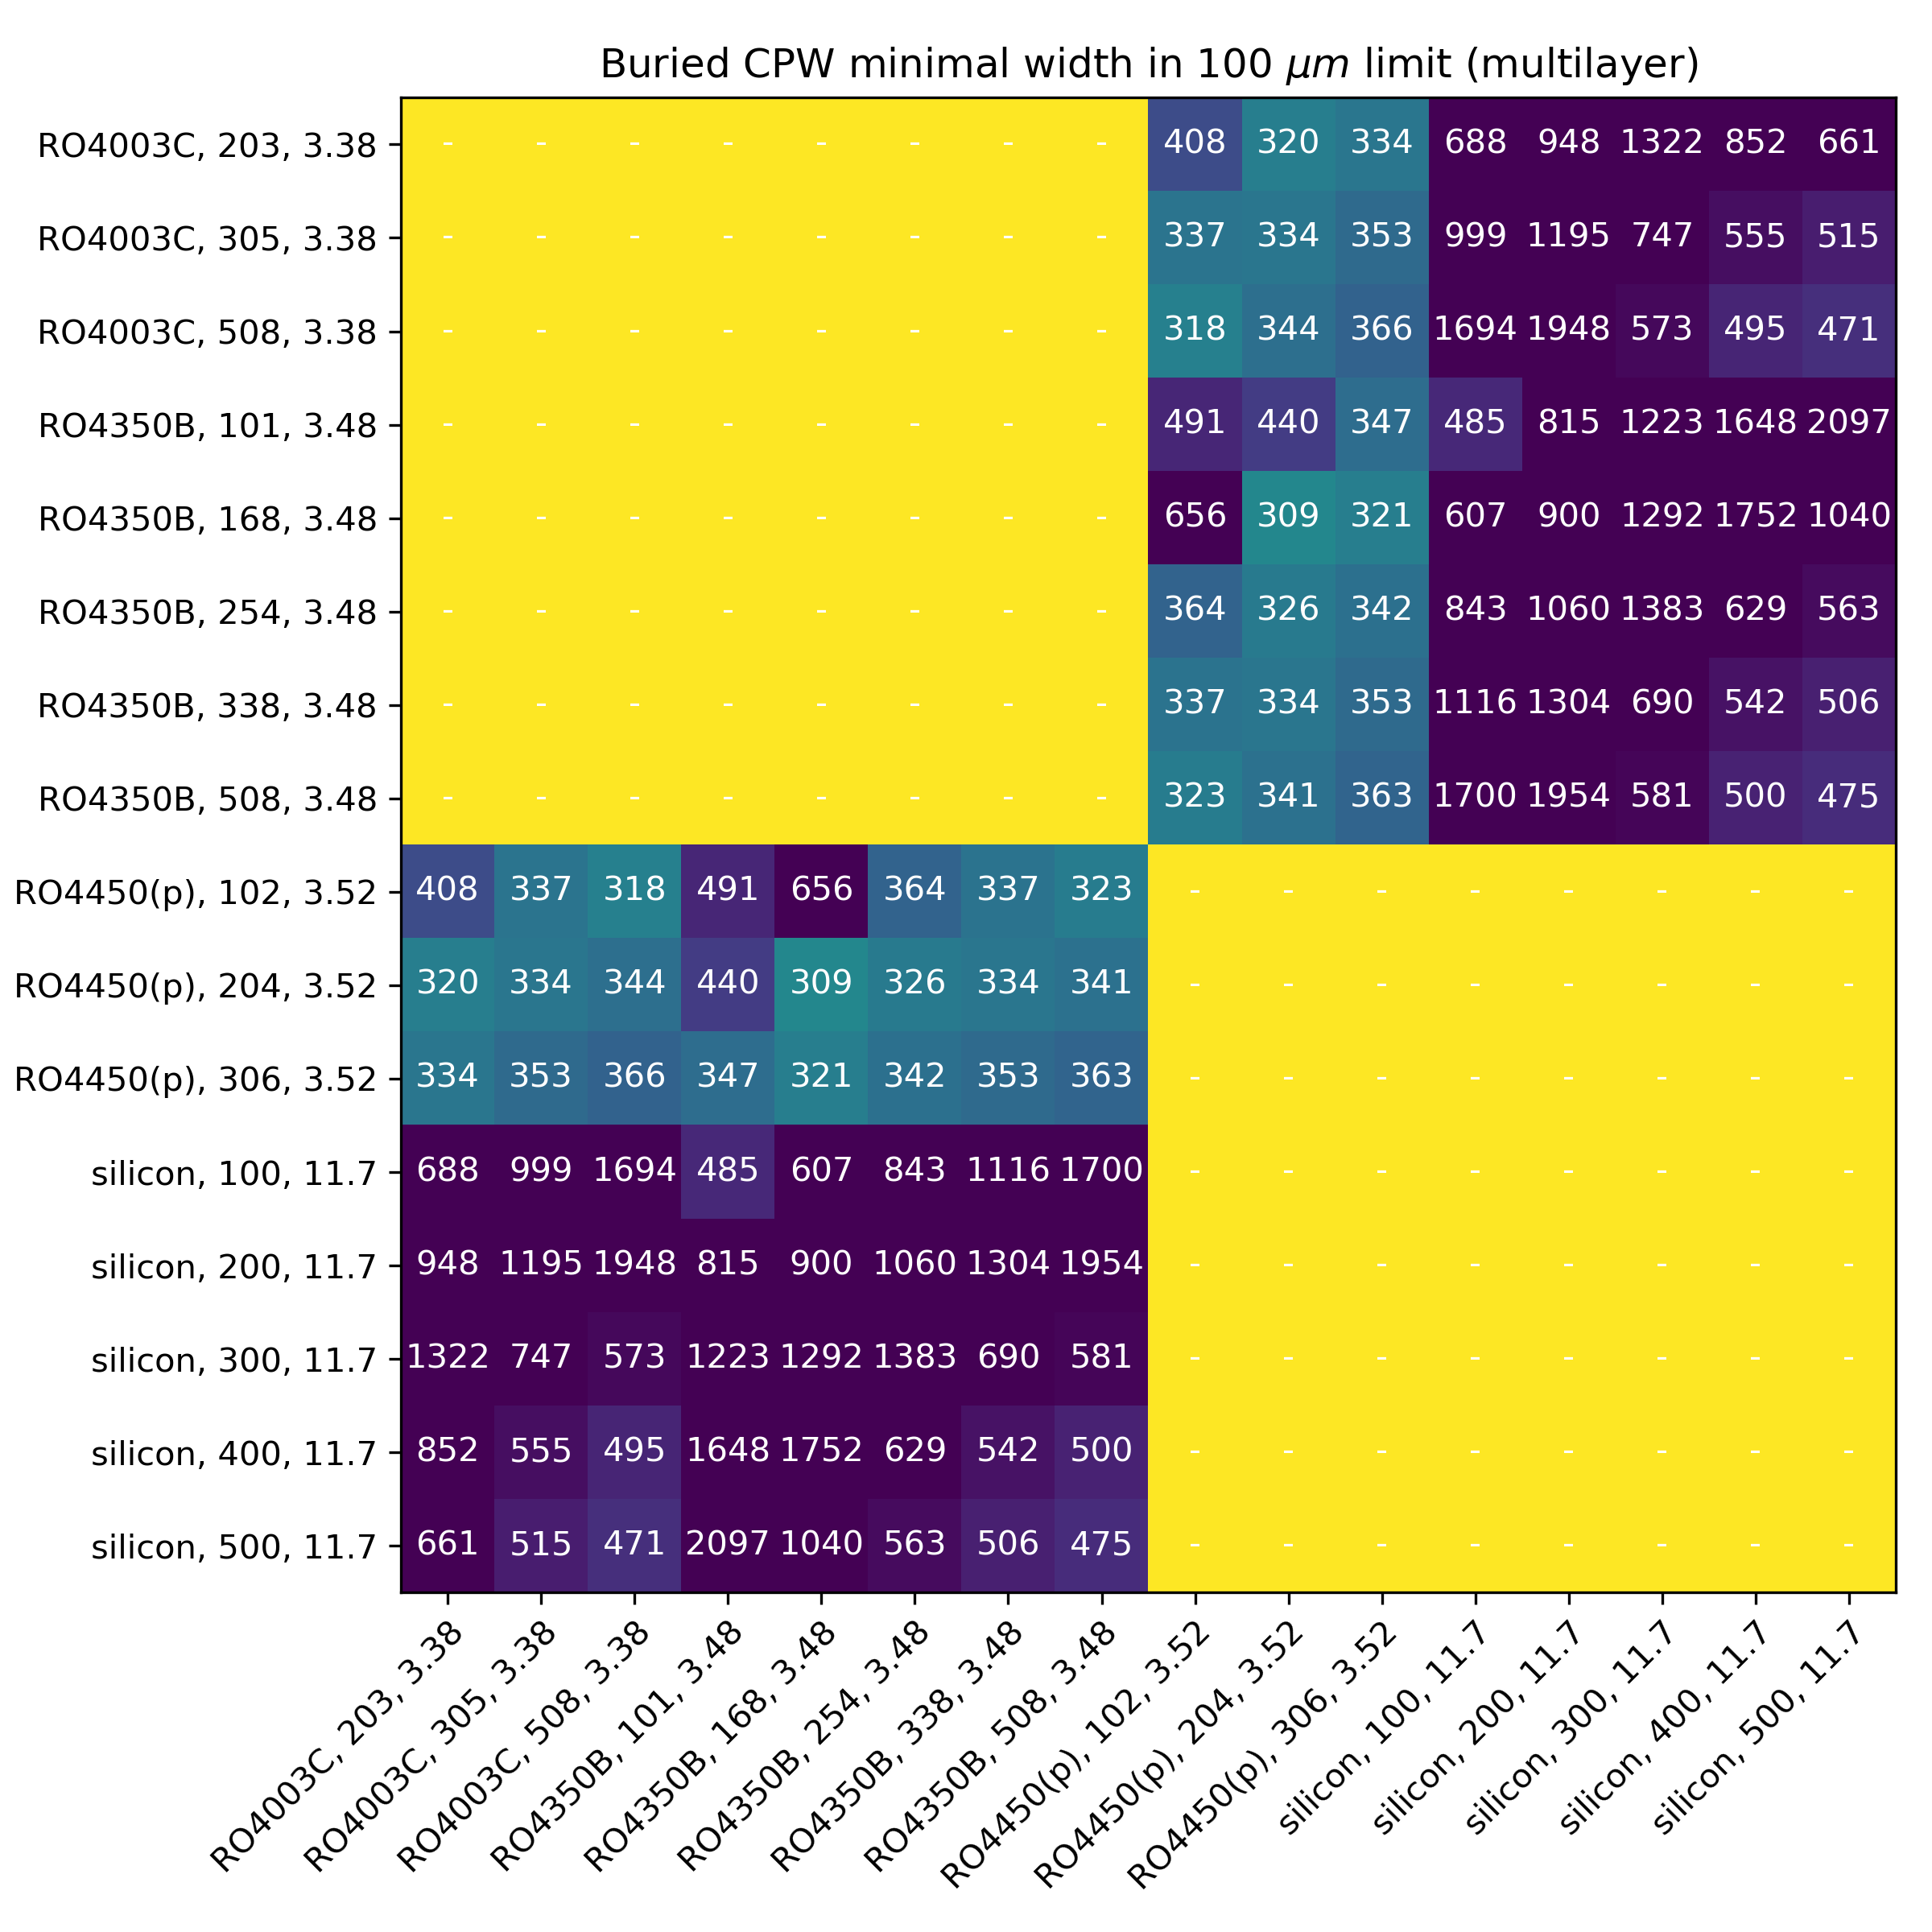 Buried CPW minimal width in 100 μm limit (multilayer)
RO4003C, 203, 3.38 - - - - - - - - 408 320 334 688 948 1322 852 661
RO4003C, 305, 3.38 - - - - - - - - 337 334 353 999 1195 747 555 515
RO4003C, 508, 3.38 - - - - - - - - 318 344 366 1694 1948 573 495 471
RO4350B, 101, 3.48 - - - - - - - - 491 440 347 485 815 1223 1648 2097
RO4350B, 168, 3.48 - - - - - - - - 656 309 321 607 900 1292 1752 1040
RO4350B, 254, 3.48 - - - - - - - - 364 326 342 843 1060 1383 629 563
RO4350B, 338, 3.48 - - - - - - - - 337 334 353 1116 1304 690 542 506
RO4350B, 508, 3.48 - - - - - - - - 323 341 363 1700 1954 581 500 475
RO4450(p), 102, 3.52 408 337 318 491 656 364 337 323 - - - - - - - -
RO4450(p), 204, 3.52 320 334 344 440 309 326 334 341 - - - - - - - -
RO4450(p), 306, 3.52 334 353 366 347 321 342 353 363 - - - - - - - -
silicon, 100, 11.7 688 999 1694 485 607 843 1116 1700 - - - - - - - -
silicon, 200, 11.7 948 1195 1948 815 900 1060 1304 1954 - - - - - - - -
silicon, 300, 11.7 1322 747 573 1223 1292 1383 690 581 - - - - - - - -
silicon, 400, 11.7 852 555 495 1648 1752 629 542 500 - - - - - - - -
silicon, 500, 11.7 661 515 471 2097 1040 563 506 475 - - - - - - - -
RO4003C, 203, 3.38
RO4003C, 305, 3.38
RO4003C, 508, 3.38
RO4350B, 101, 3.48
RO4350B, 168, 3.48
RO4350B, 254, 3.48
RO4350B, 338, 3.48
RO4350B, 508, 3.48
RO4450(p), 102, 3.52
RO4450(p), 204, 3.52
RO4450(p), 306, 3.52
silicon, 100, 11.7
silicon, 200, 11.7
silicon, 300, 11.7
silicon, 400, 11.7
silicon, 500, 11.7